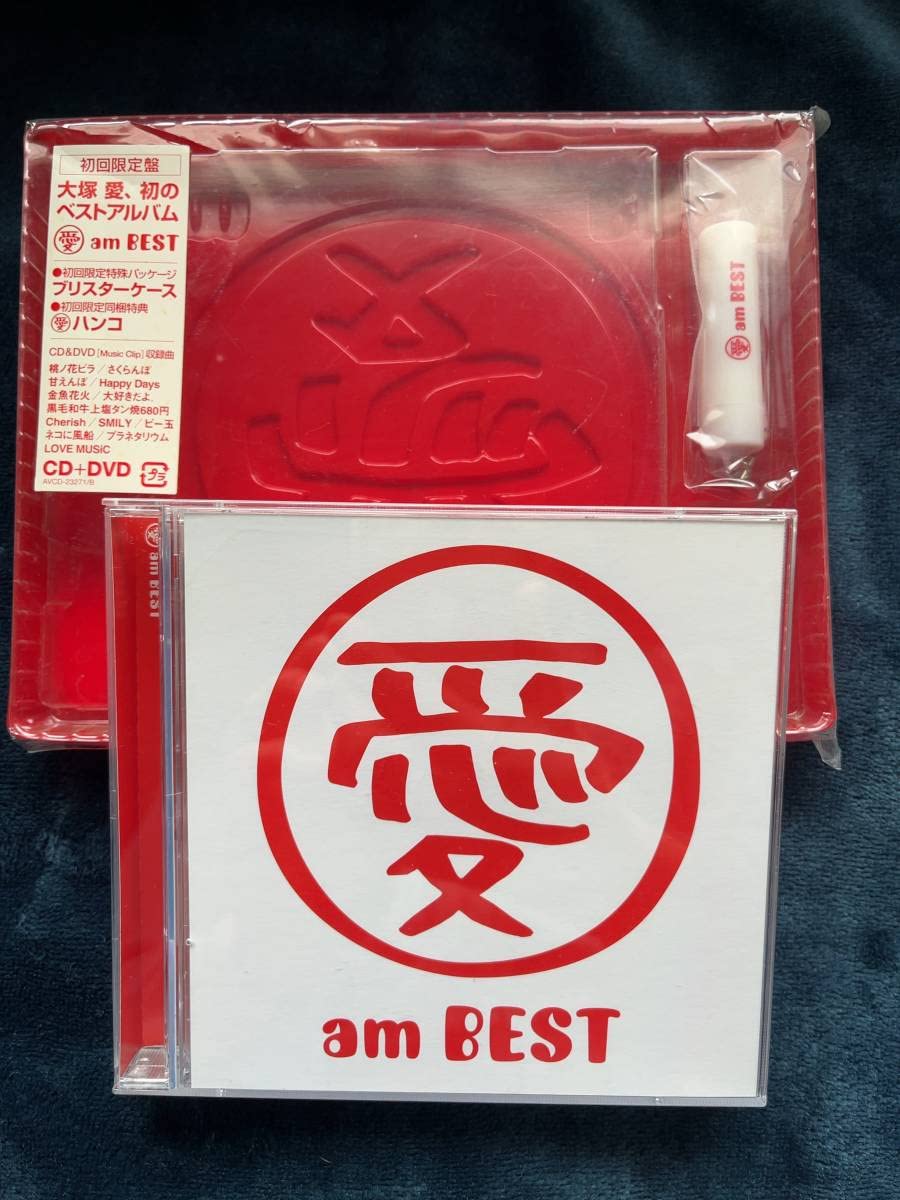 初回限定盤
大塚 愛、初の
ベストアルバム
愛 am BEST
●初回限定特殊パッケージ
ブリスターケース
●初回限定同梱特典
愛ハンコ
CD&DVD [Music Clip] 収録曲
桃ノ花ビラ/さくらんぼ
甘えんぼ/Happy Days
金魚花火/大好きだよ。
黒毛和牛上塩タン焼680円
Cherish/SMILY/ビー玉
ネコに風船/プラネタリウム
LOVE MUSiC
CD+DVD プラ
AVCD-23271/B
愛 am BEST
愛
愛 am BEST
愛
am BEST